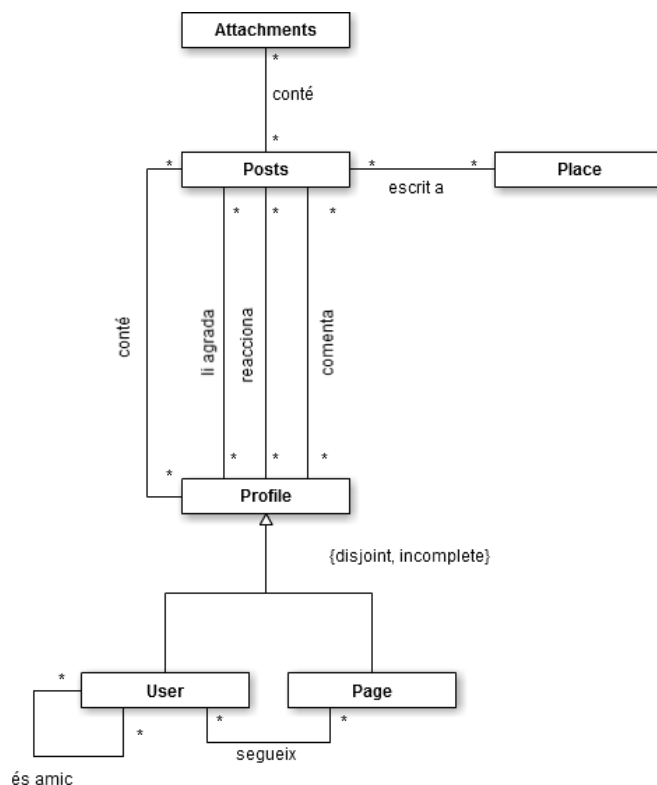 Attachments
*
conté
*
*
Posts
*
*
Place
escrit a
*
*
*
conté
li agrada
reacciona
comenta
*
*
*
*
Profile
{disjoint, incomplete}
*
User
Page
*
*
*
segueix
és amic